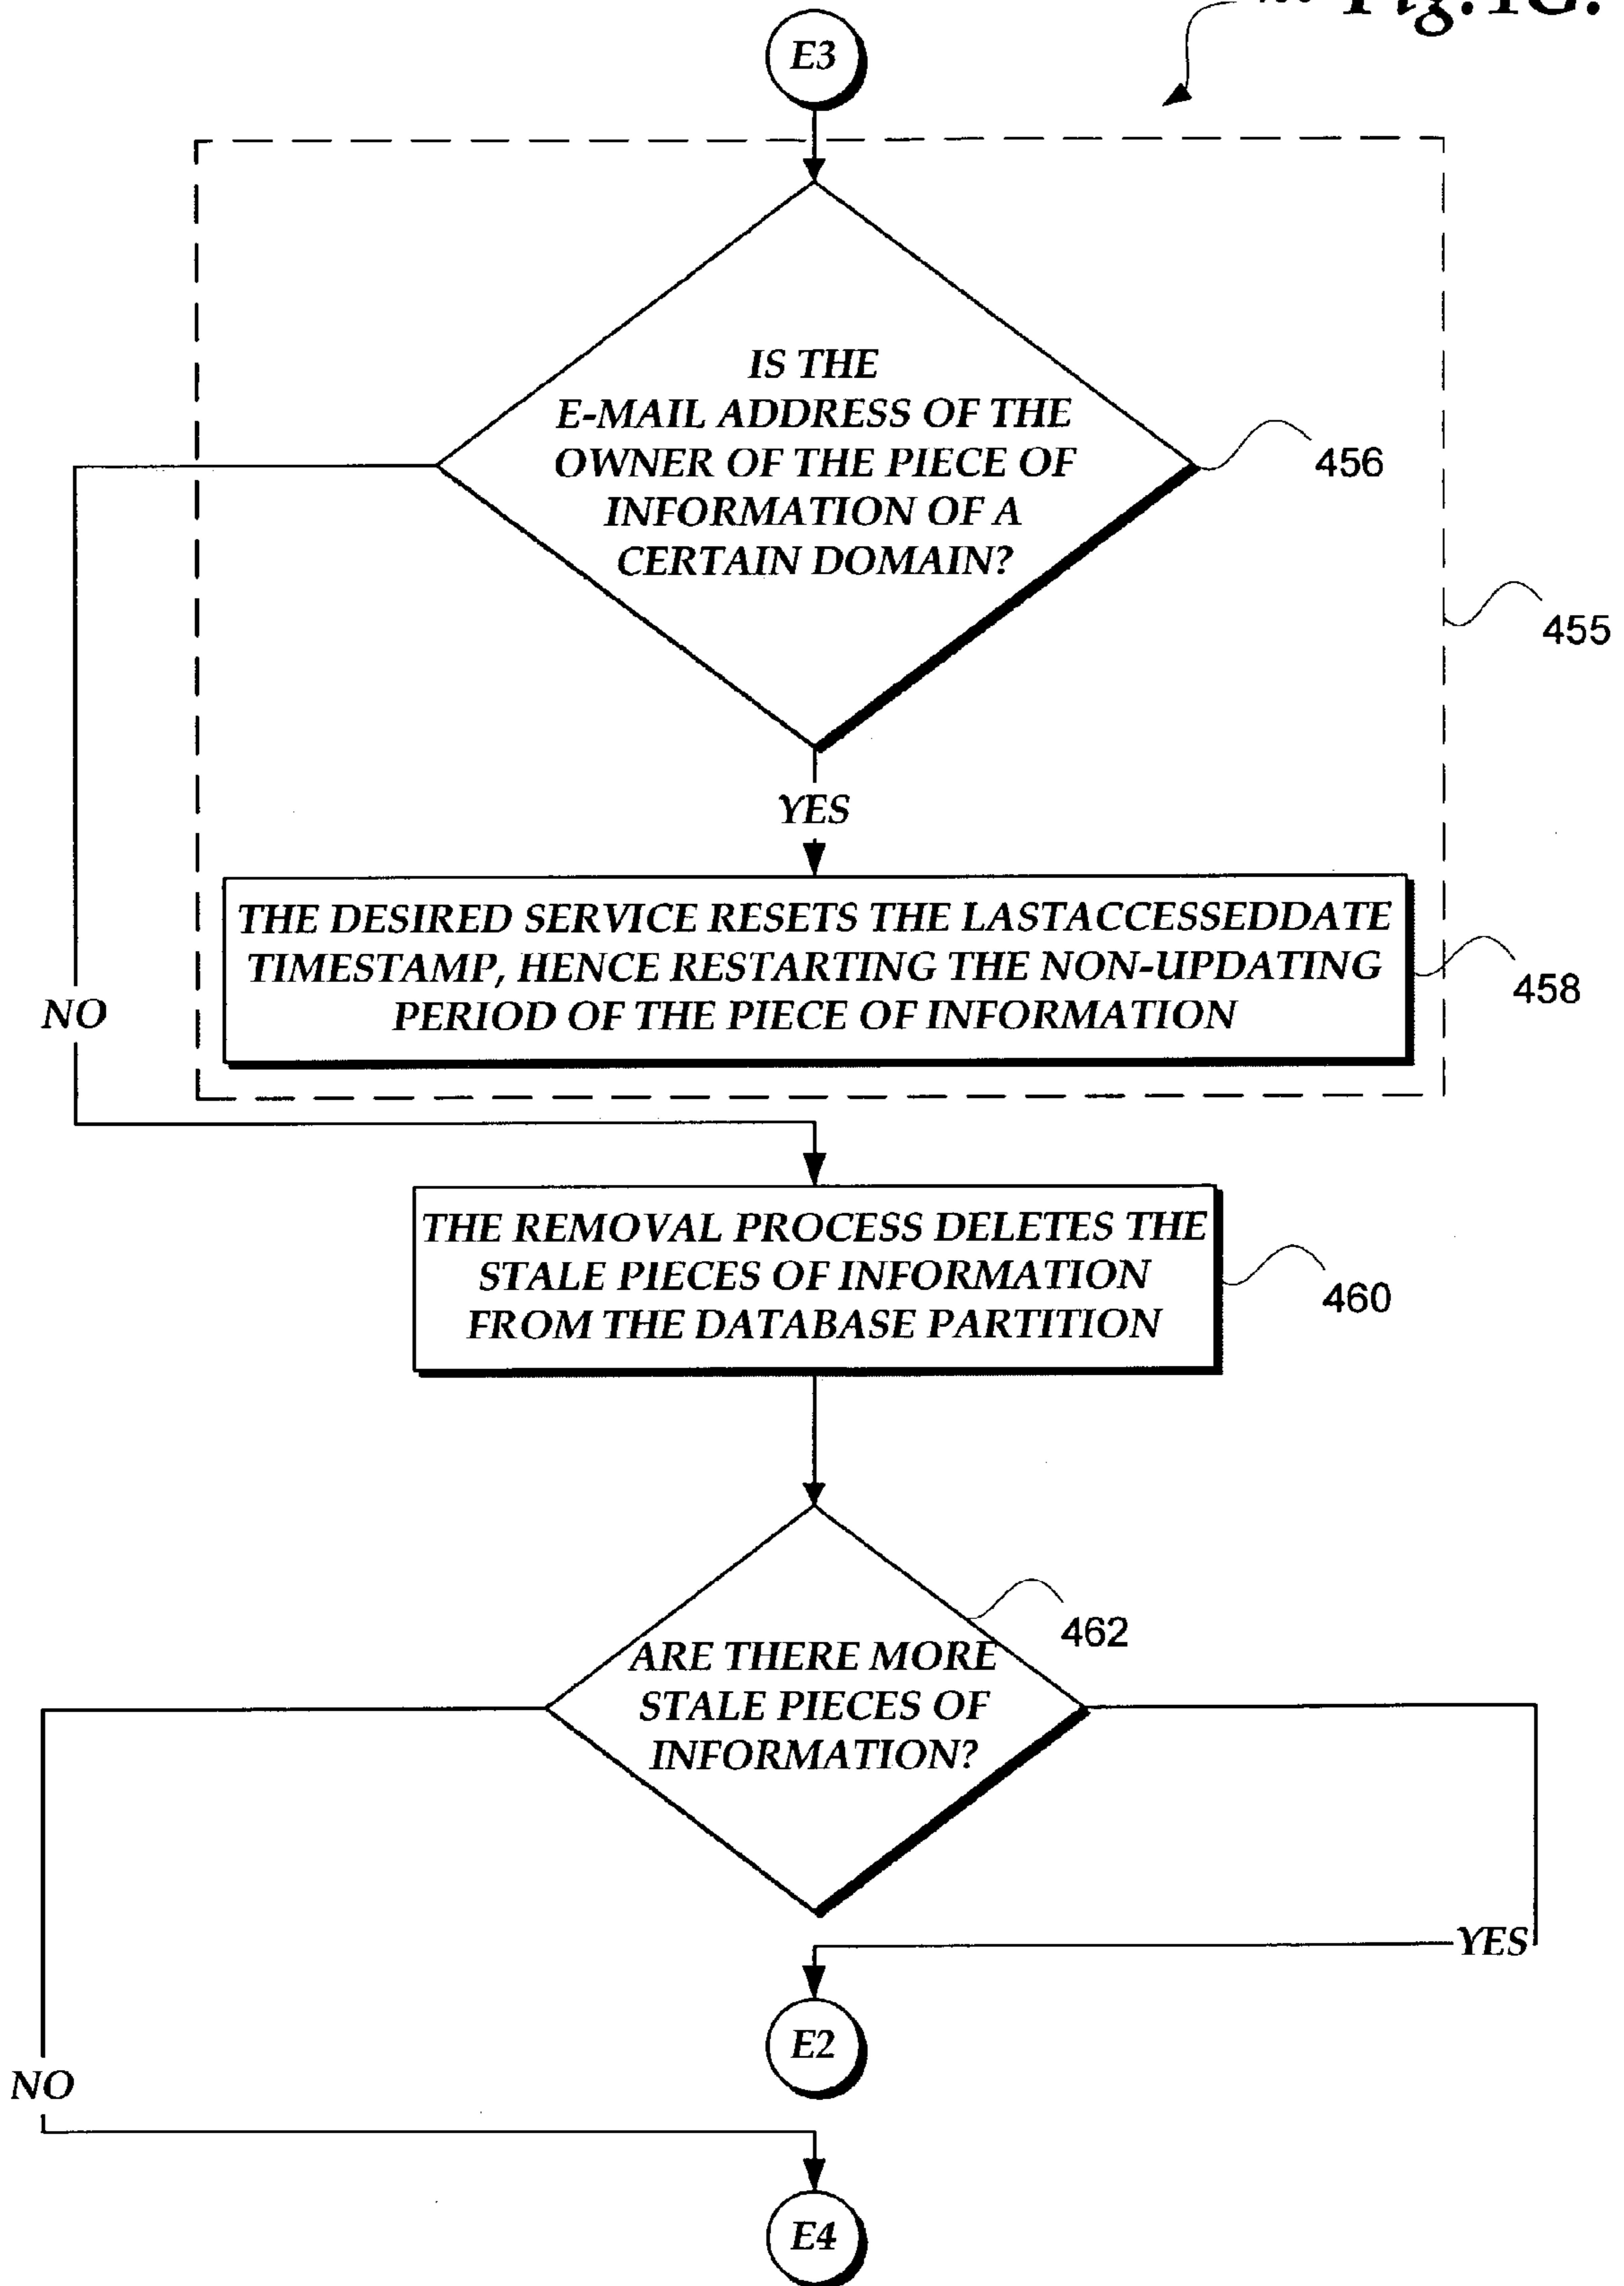 Fig.4G.
E3
IS THE
E-MAIL ADDRESS OF THE
OWNER OF THE PIECE OF
INFORMATION OF A
CERTAIN DOMAIN?
456
455
YES
THE DESIRED SERVICE RESETS THE LASTACCESSEDDATE
TIMESTAMP, HENCE RESTARTING THE NON-UPDATING
PERIOD OF THE PIECE OF INFORMATION
458
NO
THE REMOVAL PROCESS DELETES THE
STALE PIECES OF INFORMATION
FROM THE DATABASE PARTITION
460
462
ARE THERE MORE
STALE PIECES OF
INFORMATION?
YES
E2
NO
E4